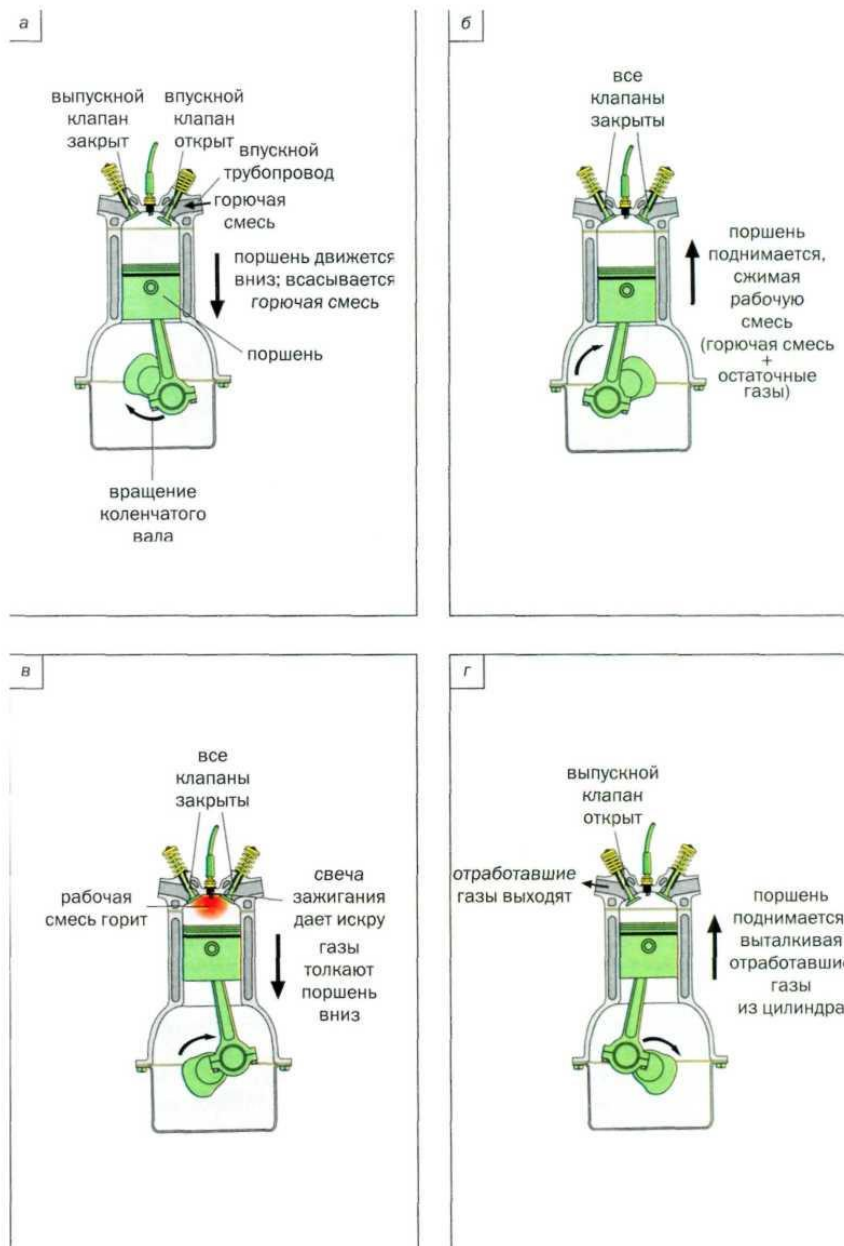 а
выпускной
клапан
закрыт
впускной
клапан
открыт
впускной
трубопровод
горючая
смесь
поршень движется
вниз; всасывается
горючая смесь
поршень
вращение
коленчатого
вала
б
все
клапаны
закрыты
поршень
поднимается,
сжимая
рабочую
смесь
(горючая смесь
+
остаточные
газы)
в
все
клапаны
закрыты
рабочая
смесь горит
свеча
зажигания
дает искру
газы
толкают
поршень
вниз
г
выпускной
клапан
открыт
отработавшие
газы выходят
поршень
поднимается
выталкивая
отработавшие
газы
из цилиндра